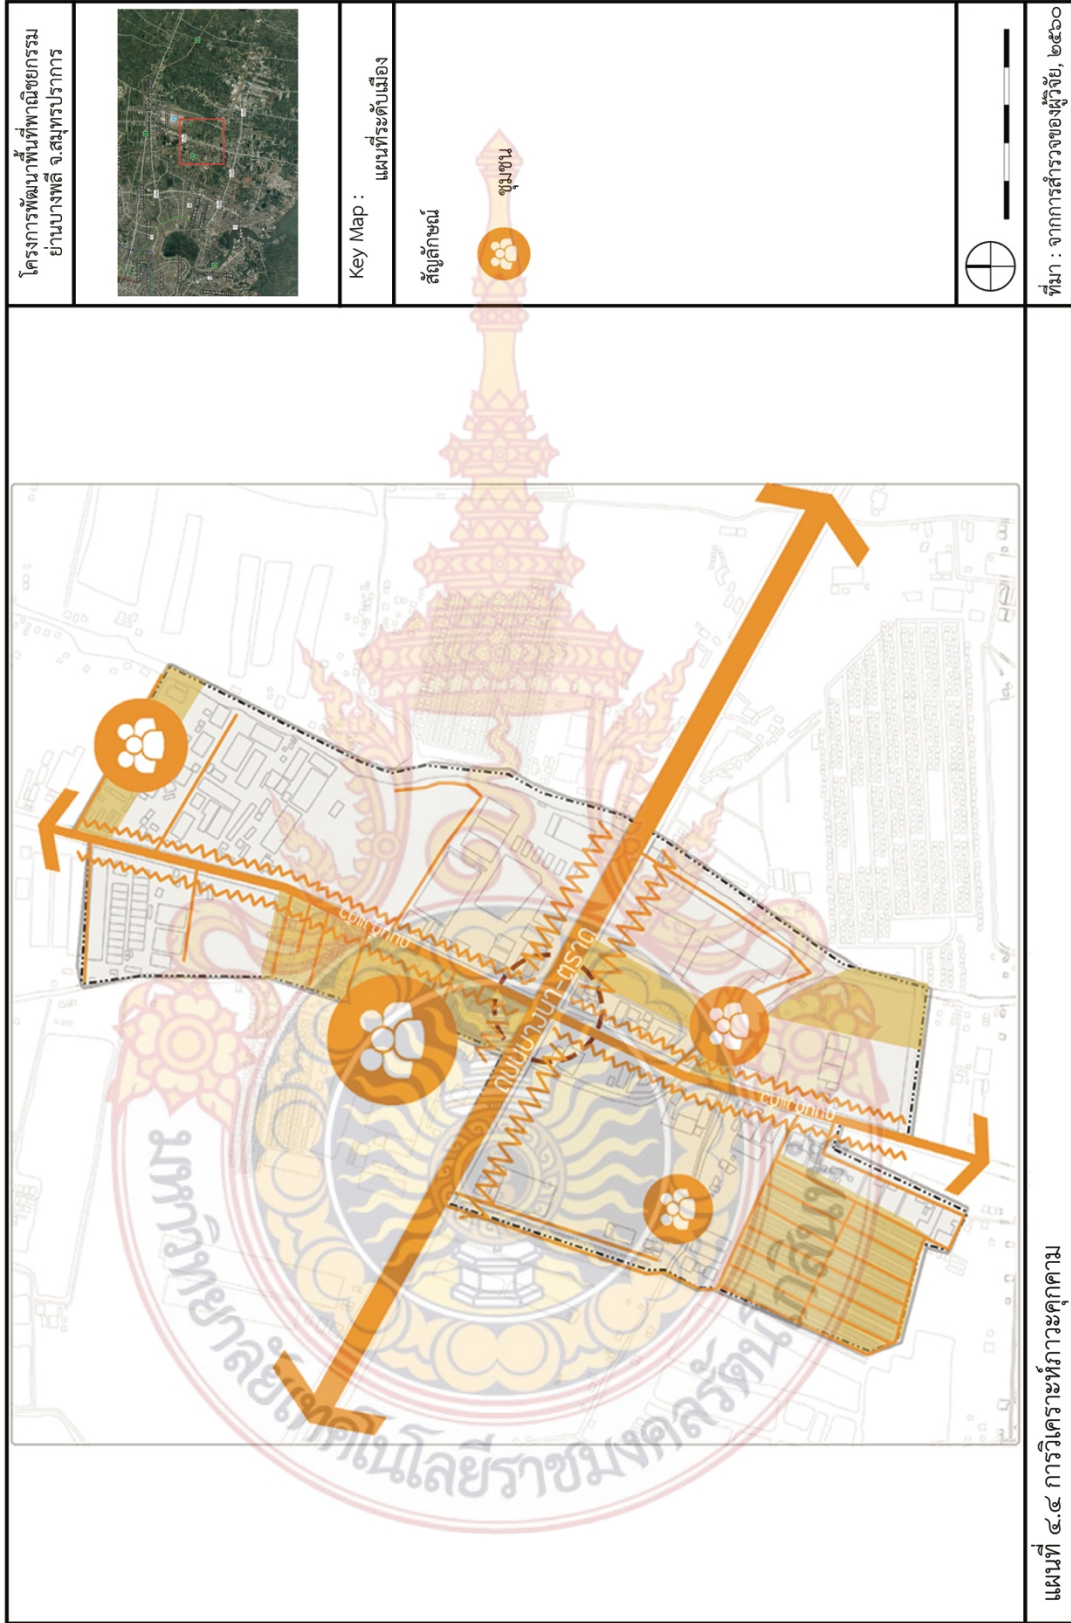 โครงการพัฒนาพื้นที่พาณิชยกรรม
ย่านบางพลี จ.สมุทรปราการ
Key Map :
แผนที่ระดับเมือง
สัญลักษณ์
ชุมชน
ถนนบางนา-ตราด
มหาวิทยาลัยเทคโนโลยีราชมงคลรัตนโกสินทร์
แผนที่ ๔.๔ การวิเคราะห์ภาวะคุกคาม
ที่มา : จากการสำรวจของผู้วิจัย, ๒๕๖๐